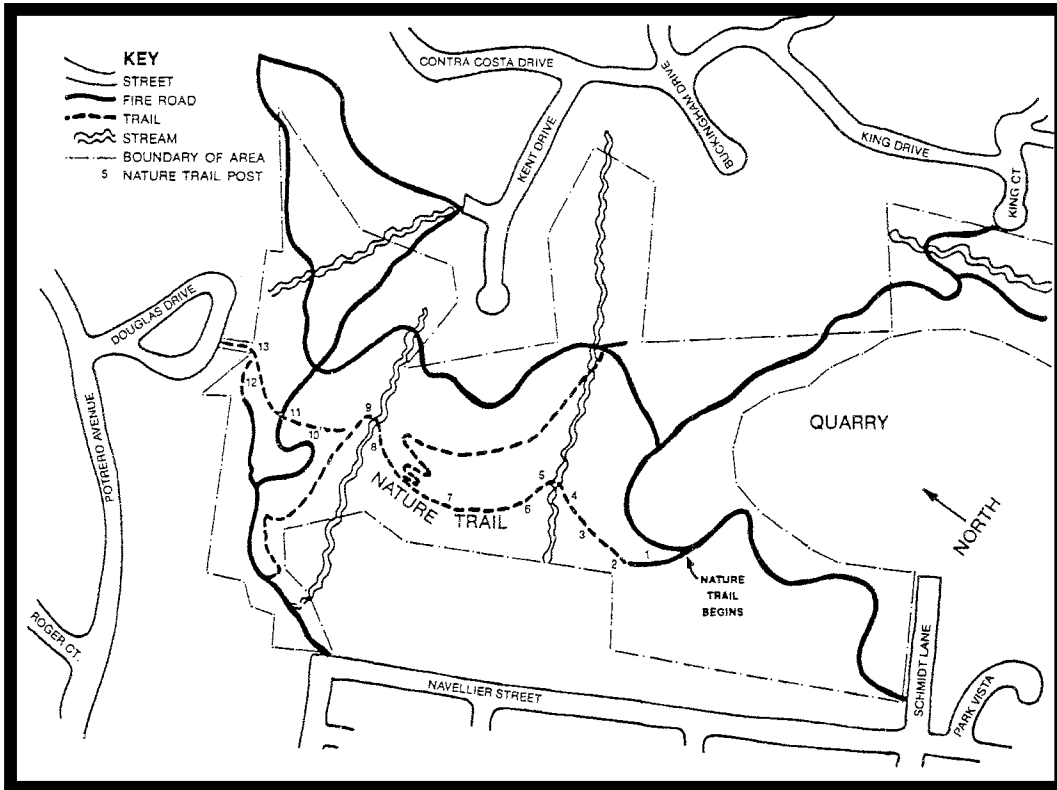 KEY
STREET
FIRE ROAD
TRAIL
STREAM
BOUNDARY OF AREA
5 NATURE TRAIL POST
CONTRA COSTA DRIVE
BUCKINGHAM DRIVE
KENT DRIVE
KING DRIVE
KING CT
DOUGLAS DRIVE
POTRERO AVENUE
13
12
11
10
9
8
7
6
5
4
3
2
1
NATURE TRAIL
QUARRY
NORTH
NATURE
TRAIL
BEGINS
ROGER CT.
NAVELLIER STREET
SCHMIDT LANE
PARK VISTA